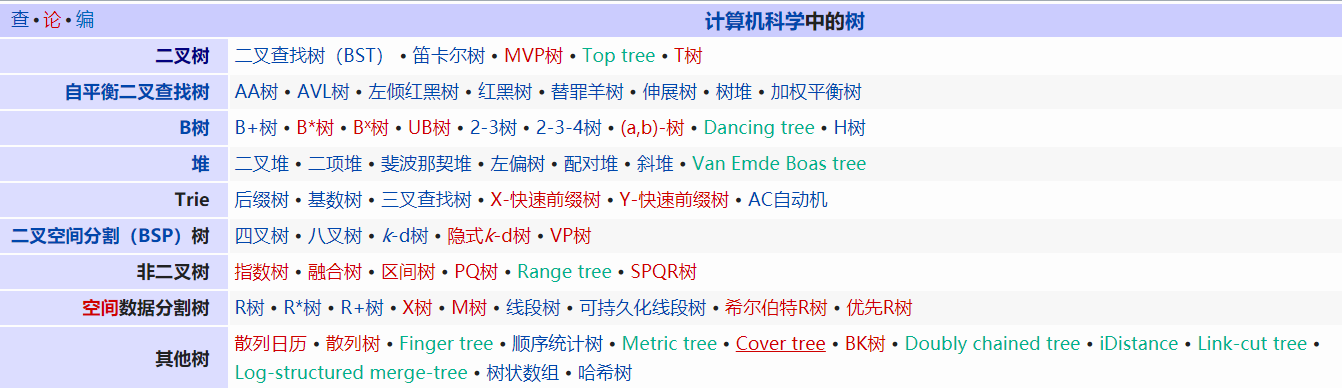 查 • 论 • 编 计算机科学中的树
二叉树 二叉查找树（BST） • 笛卡尔树 • MVP树 • Top tree • T树
自平衡二叉查找树 AA树 • AVL树 • 左倾红黑树 • 红黑树 • 替罪羊树 • 伸展树 • 树堆 • 加权平衡树
B树 B+树 • B*树 • Bˣ树 • UB树 • 2-3树 • 2-3-4树 • (a,b)-树 • Dancing tree • H树
堆 二叉堆 • 二项堆 • 斐波那契堆 • 左偏树 • 配对堆 • 斜堆 • Van Emde Boas tree
Trie 后缀树 • 基数树 • 三叉查找树 • X-快速前缀树 • Y-快速前缀树 • AC自动机
二叉空间分割（BSP）树 四叉树 • 八叉树 • k-d树 • 隐式k-d树 • VP树
非二叉树 指数树 • 融合树 • 区间树 • PQ树 • Range tree • SPQR树
空间数据分割树 R树 • R*树 • R+树 • X树 • M树 • 线段树 • 可持久化线段树 • 希尔伯特R树 • 优先R树
其他树 散列日历 • 散列树 • Finger tree • 顺序统计树 • Metric tree • Cover tree • BK树 • Doubly chained tree • iDistance • Link-cut tree •
Log-structured merge-tree • 树状数组 • 哈希树